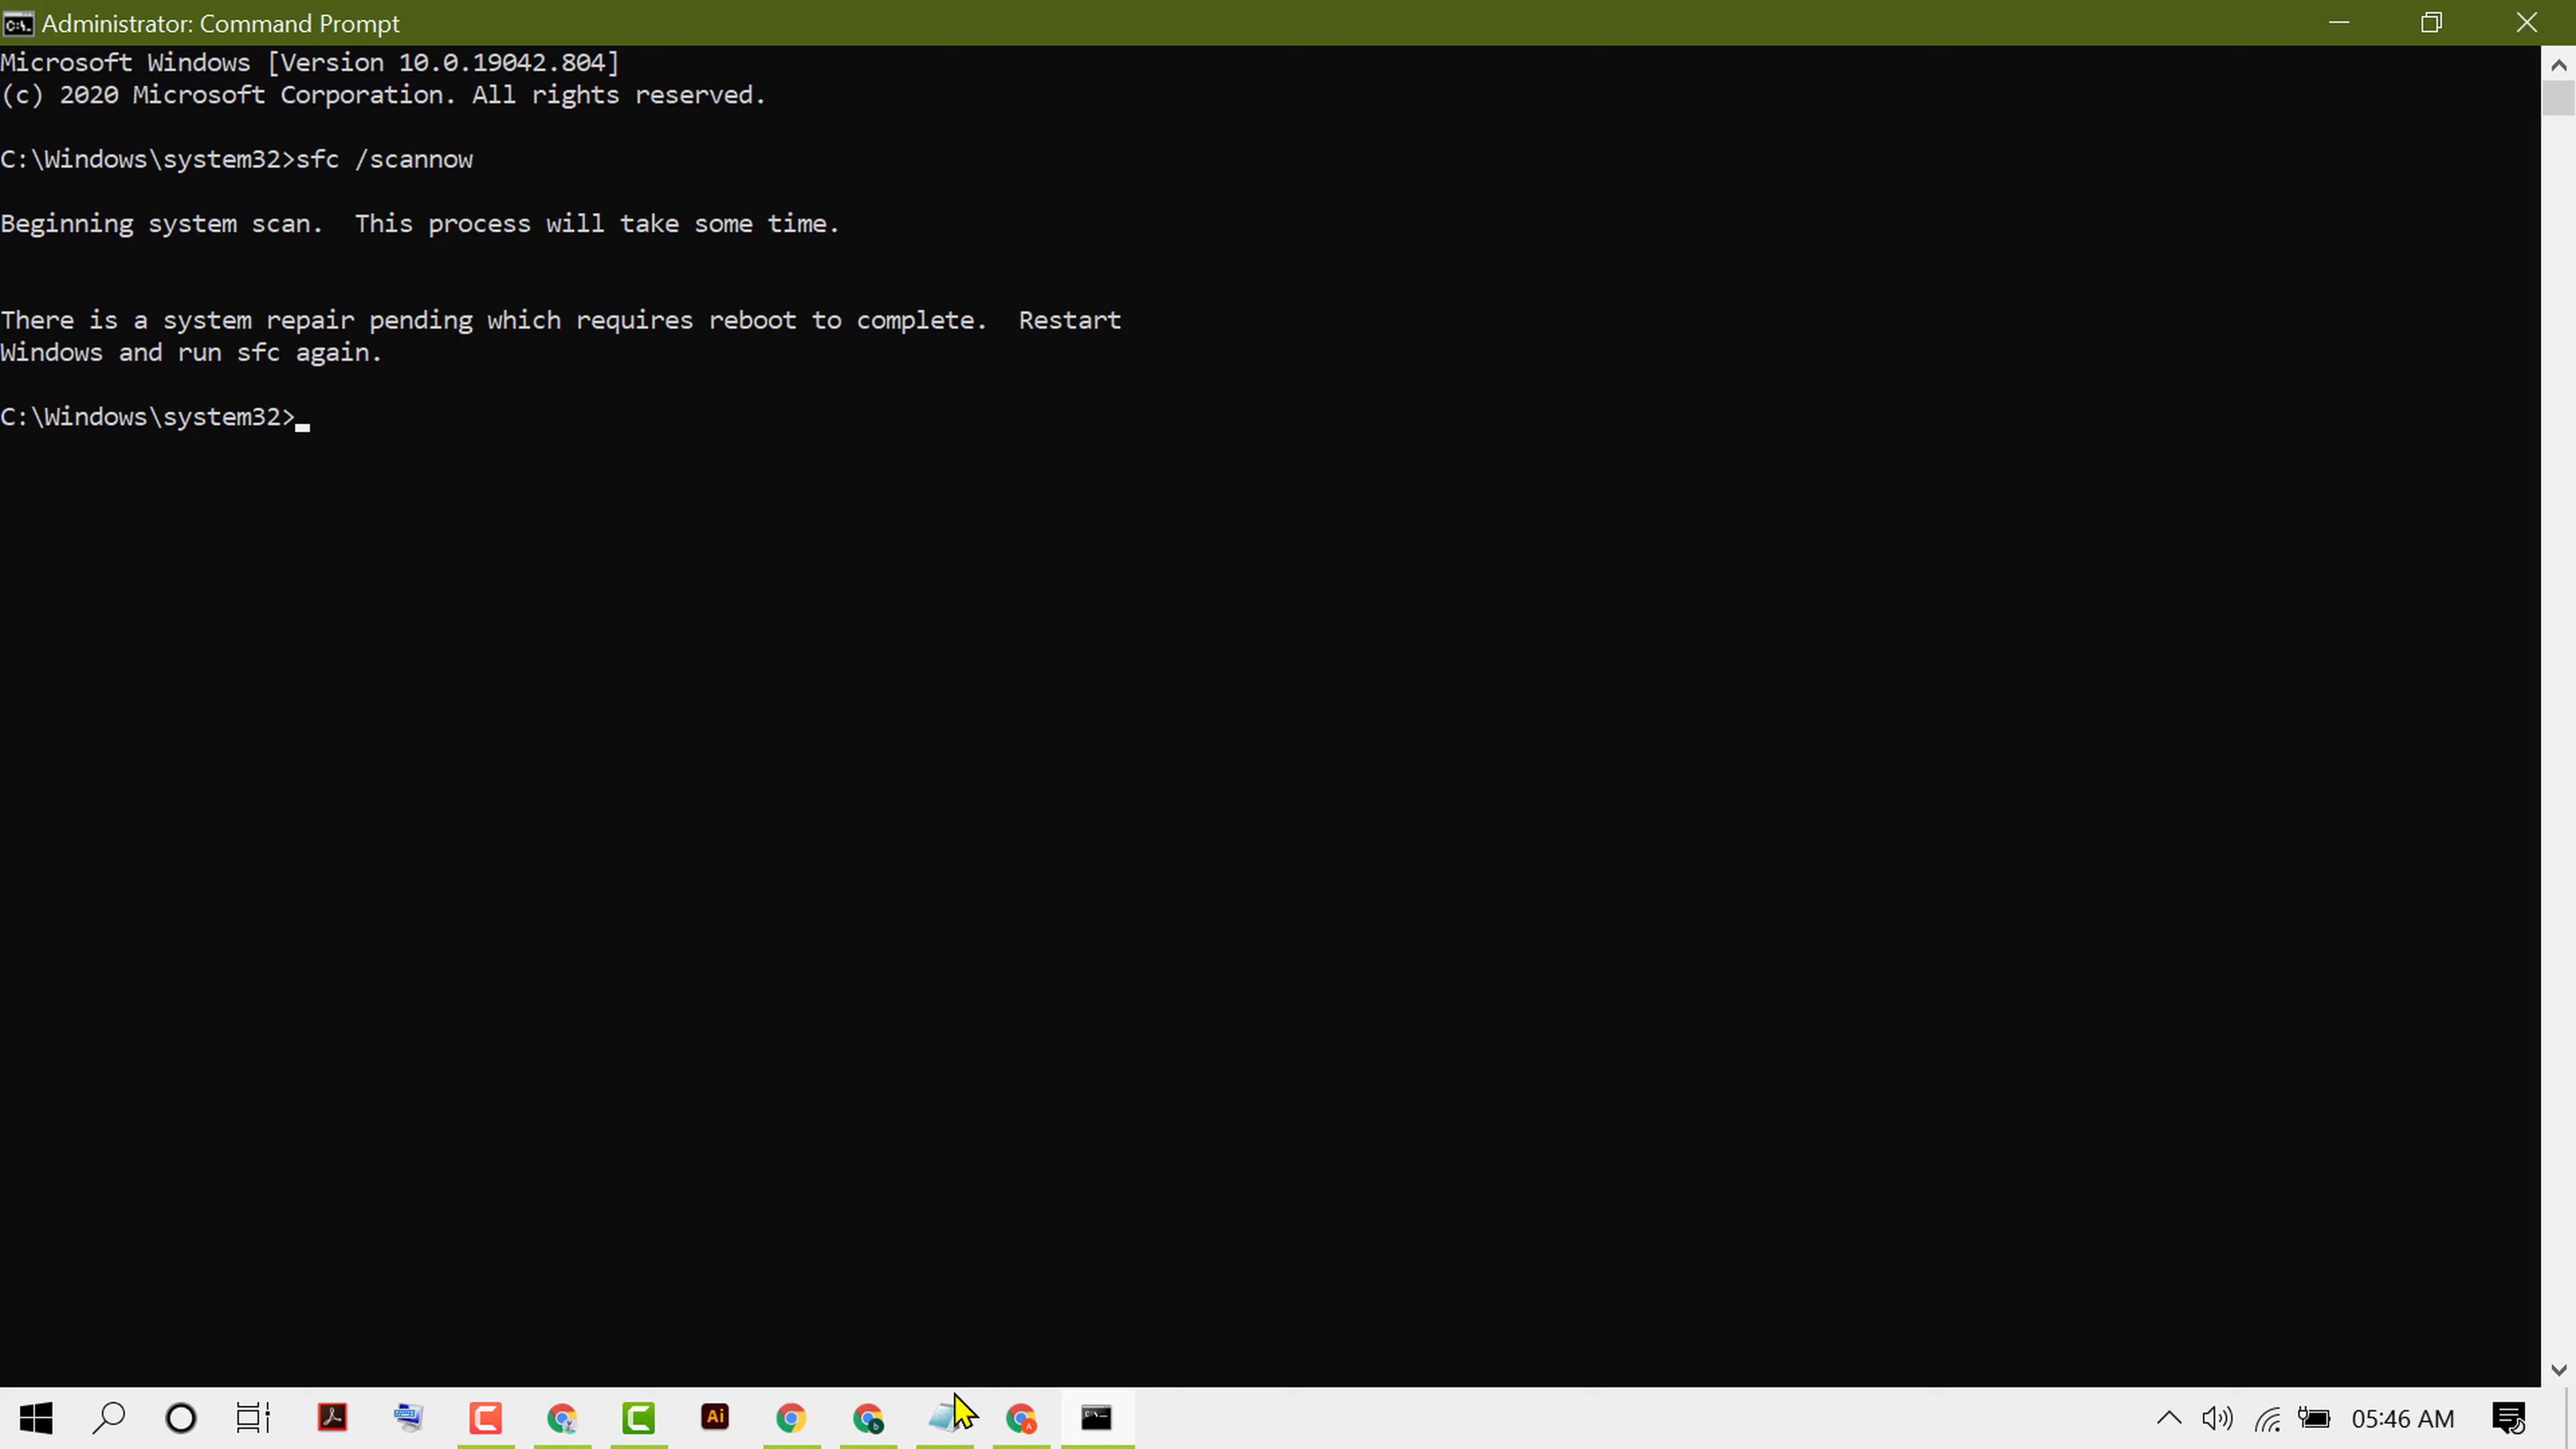 Administrator: Command Prompt
Microsoft Windows [Version 10.0.19042.804]
(c) 2020 Microsoft Corporation. All rights reserved.
C:\Windows\system32>sfc /scannow
Beginning system scan.  This process will take some time.
There is a system repair pending which requires reboot to complete.  Restart
Windows and run sfc again.
C:\Windows\system32>
Ai
05:46 AM